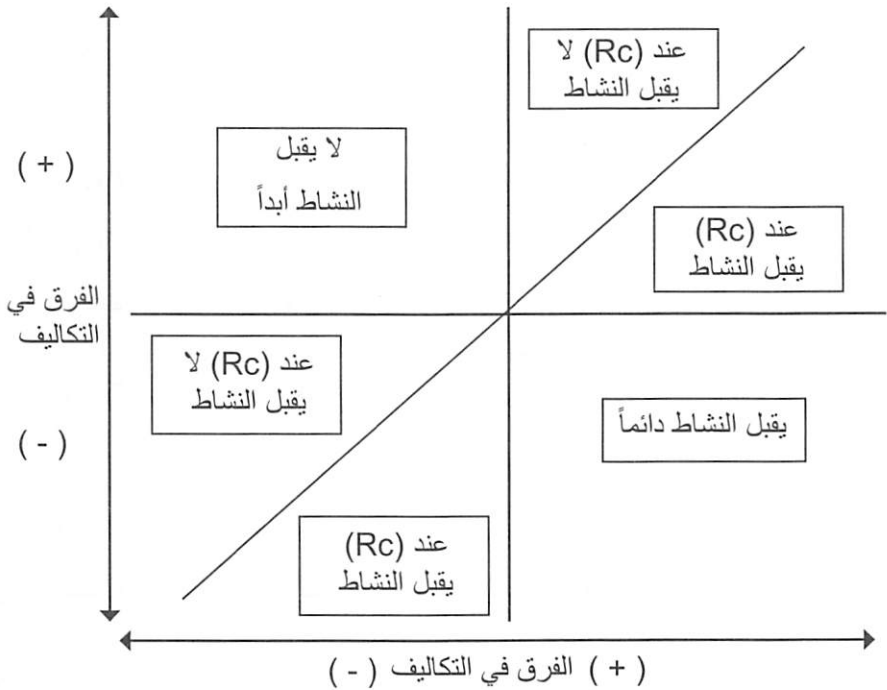 عند (Rc) لا
يقبل النشاط
لا يقبل
النشاط أبداً
( + )
عند (Rc)
يقبل النشاط
الفرق في
التكاليف
عند (Rc) لا
يقبل النشاط
يقبل النشاط دائماً
( - )
عند (Rc)
يقبل النشاط
( + ) الفرق في التكاليف ( - )